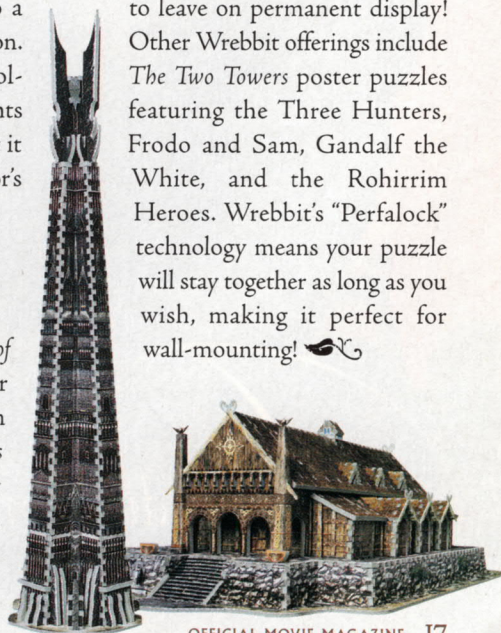 to leave on permanent display!
Other Wrebbit offerings include
The Two Towers poster puzzles
featuring the Three Hunters,
Frodo and Sam, Gandalf the
White, and the Rohirrim
Heroes. Wrebbit's “Perfalock”
technology means your puzzle
will stay together as long as you
wish, making it perfect for
wall-mounting!
OFFICIAL MOVIE MAGAZINE 17